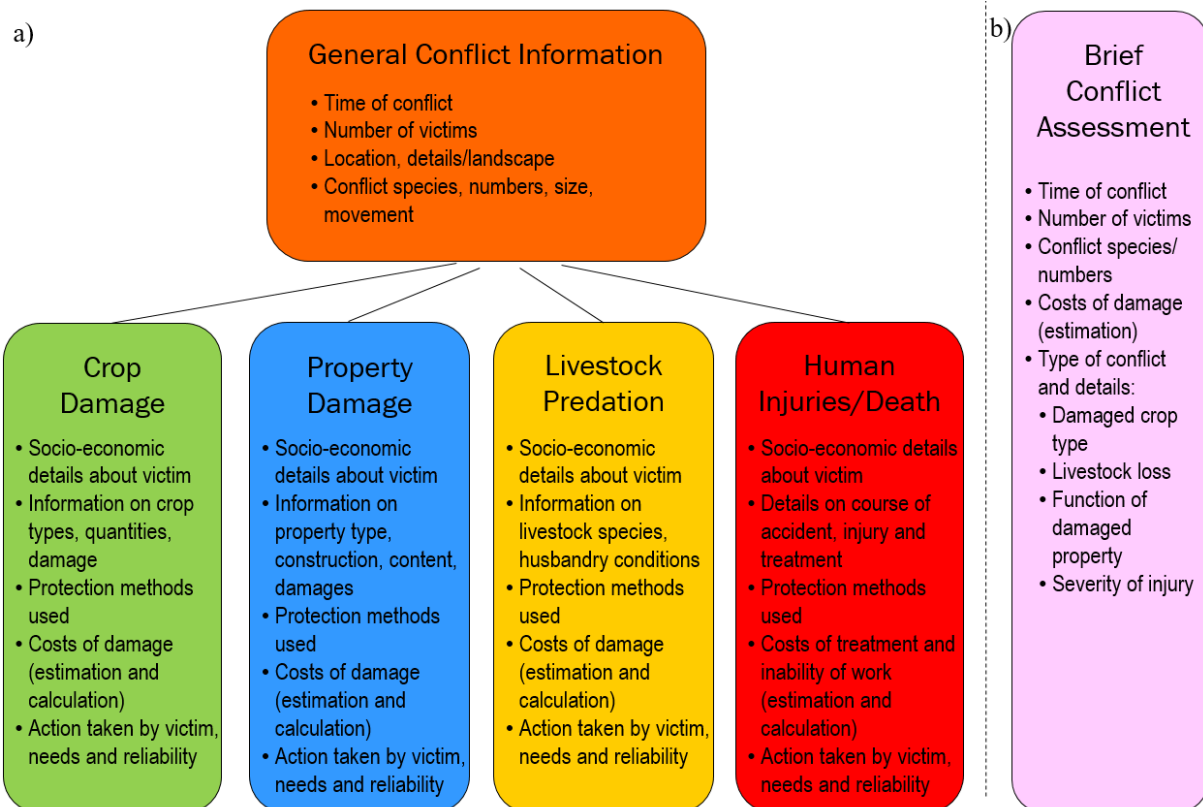 a)
General Conflict Information
• Time of conflict
• Number of victims
• Location, details/landscape
• Conflict species, numbers, size,
movement
Crop
Damage
• Socio-economic
details about victim
• Information on crop
types, quantities,
damage
• Protection methods
used
• Costs of damage
(estimation and
calculation)
• Action taken by victim,
needs and reliability
Property
Damage
• Socio-economic
details about victim
• Information on
property type,
construction, content,
damages
• Protection methods
used
• Costs of damage
(estimation and
calculation)
• Action taken by victim,
needs and reliability
Livestock
Predation
• Socio-economic
details about victim
• Information on
livestock species,
husbandry conditions
• Protection methods
used
• Costs of damage
(estimation and
calculation)
• Action taken by victim,
needs and reliability
Human
Injuries/Death
• Socio-economic details
about victim
• Details on course of
accident, injury and
treatment
• Protection methods
used
• Costs of treatment and
inability of work
(estimation and
calculation)
• Action taken by victim,
needs and reliability
b)
Brief
Conflict
Assessment
• Time of conflict
• Number of victims
• Conflict species/
numbers
• Costs of damage
(estimation)
• Type of conflict
and details:
• Damaged crop
type
• Livestock loss
• Function of
damaged
property
• Severity of injury